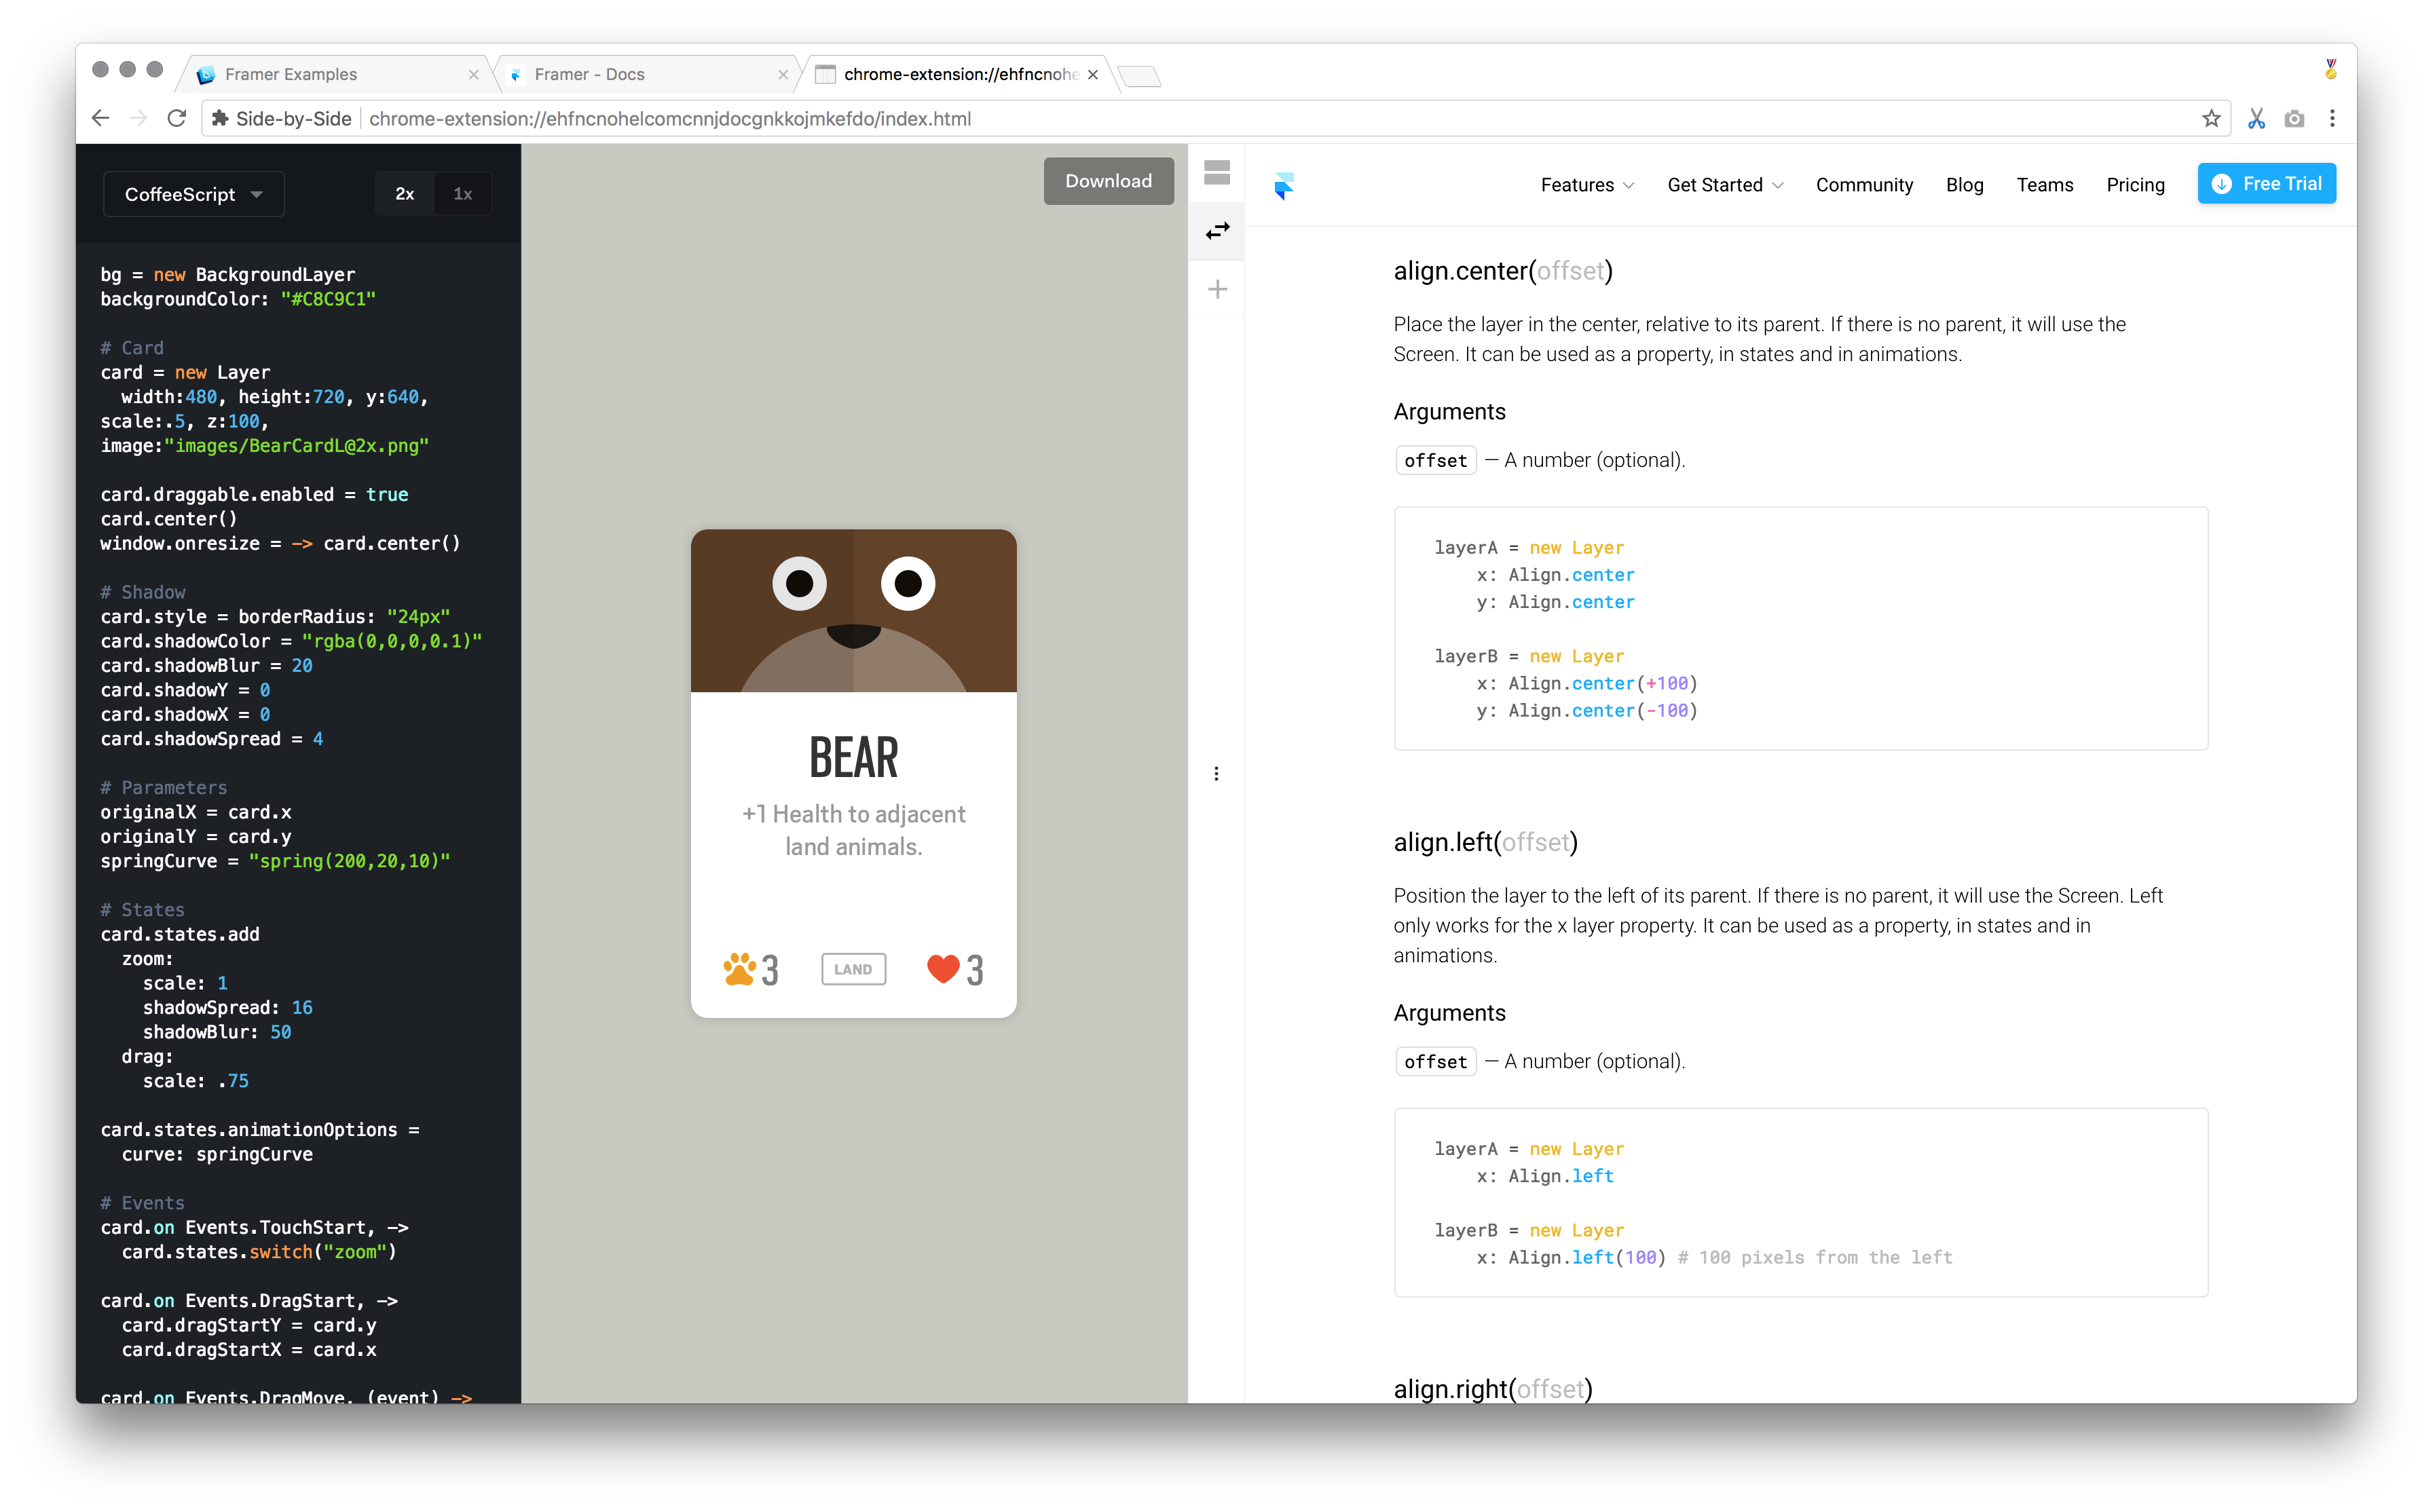 Framer Examples
Framer - Docs
chrome-extension://ehfncnohe
Side-by-Side
chrome-extension://ehfncnohelcomcnnjdocgnkkojmkefdo/index.html
CoffeeScript
2x
1x
bg = new BackgroundLayer
backgroundColor: "#C8C9C1"
# Card
card = new Layer
width:480, height:720, y:640,
scale:.5, z:100,
image:"images/BearCardL@2x.png"
card.draggable.enabled = true
card.center()
window.onresize = -> card.center()
# Shadow
card.style = borderRadius: "24px"
card.shadowColor = "rgba(0,0,0,0.1)"
card.shadowBlur = 20
card.shadowY = 0
card.shadowX = 0
card.shadowSpread = 4
# Parameters
originalX = card.x
originalY = card.y
springCurve = "spring(200,20,10)"
# States
card.states.add
zoom:
scale: 1
shadowSpread: 16
shadowBlur: 50
drag:
scale: .75
card.states.animationOptions =
curve: springCurve
# Events
card.on Events.TouchStart, ->
card.states.switch("zoom")
card.on Events.DragStart, ->
card.dragStartY = card.y
card.dragStartX = card.x
card.on Events.DragMove, (event) ->
Download
BEAR
+1 Health to adjacent
land animals.
3
LAND
3
Features
Get Started
Community
Blog
Teams
Pricing
Free Trial
align.center(offset)
Place the layer in the center, relative to its parent. If there is no parent, it will use the
Screen. It can be used as a property, in states and in animations.
Arguments
offset — A number (optional).
layerA = new Layer
x: Align.center
y: Align.center
layerB = new Layer
x: Align.center(+100)
y: Align.center(-100)
align.left(offset)
Position the layer to the left of its parent. If there is no parent, it will use the Screen. Left
only works for the x layer property. It can be used as a property, in states and in
animations.
Arguments
offset — A number (optional).
layerA = new Layer
x: Align.left
layerB = new Layer
x: Align.left(100) # 100 pixels from the left
align.right(offset)